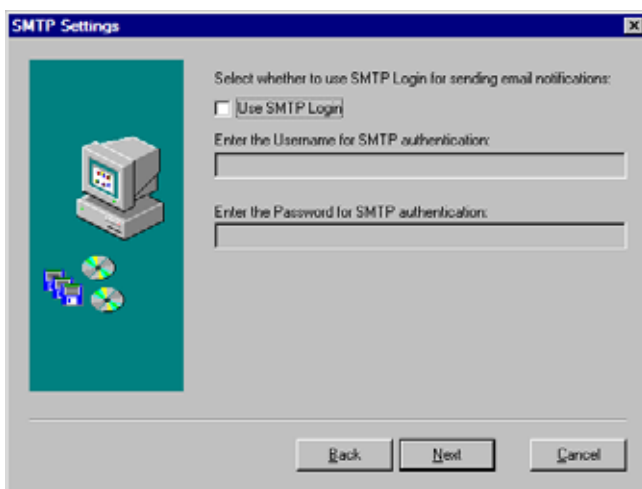 SMTP Settings
Select whether to use SMTP Login for sending email notifications:
Use SMTP Login
Enter the Username for SMTP authentication:
Enter the Password for SMTP authentication:
Back Next Cancel